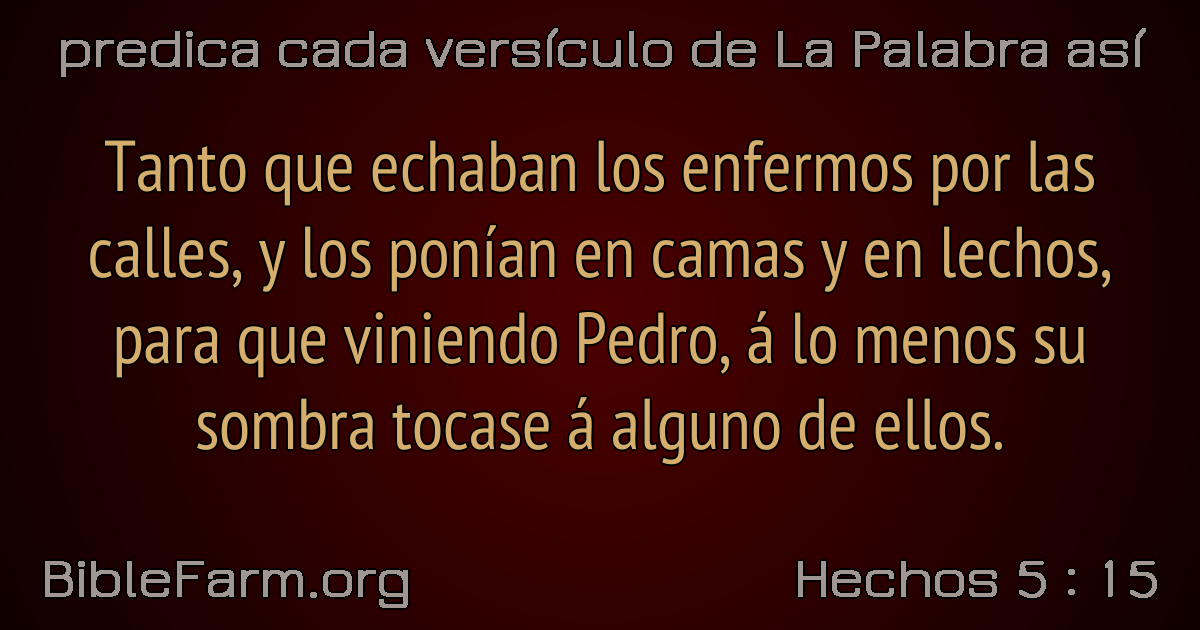 predica cada versículo de La Palabra así
Tanto que echaban los enfermos por las
calles, y los ponían en camas y en lechos,
para que viniendo Pedro, á lo menos su
sombra tocase á alguno de ellos.
BibleFarm.org
Hechos 5 : 15